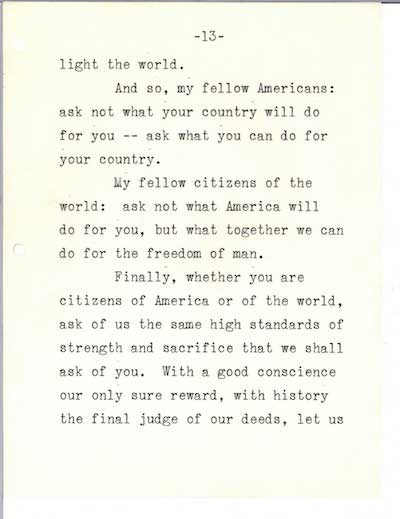 -13-
light the world.
And so, my fellow Americans:
ask not what your country will do
for you -- ask what you can do for
your country.
My fellow citizens of the
world:  ask not what America will
do for you, but what together we can
do for the freedom of man.
Finally, whether you are
citizens of America or of the world,
ask of us the same high standards of
strength and sacrifice that we shall
ask of you.  With a good conscience
our only sure reward, with history
the final judge of our deeds, let us